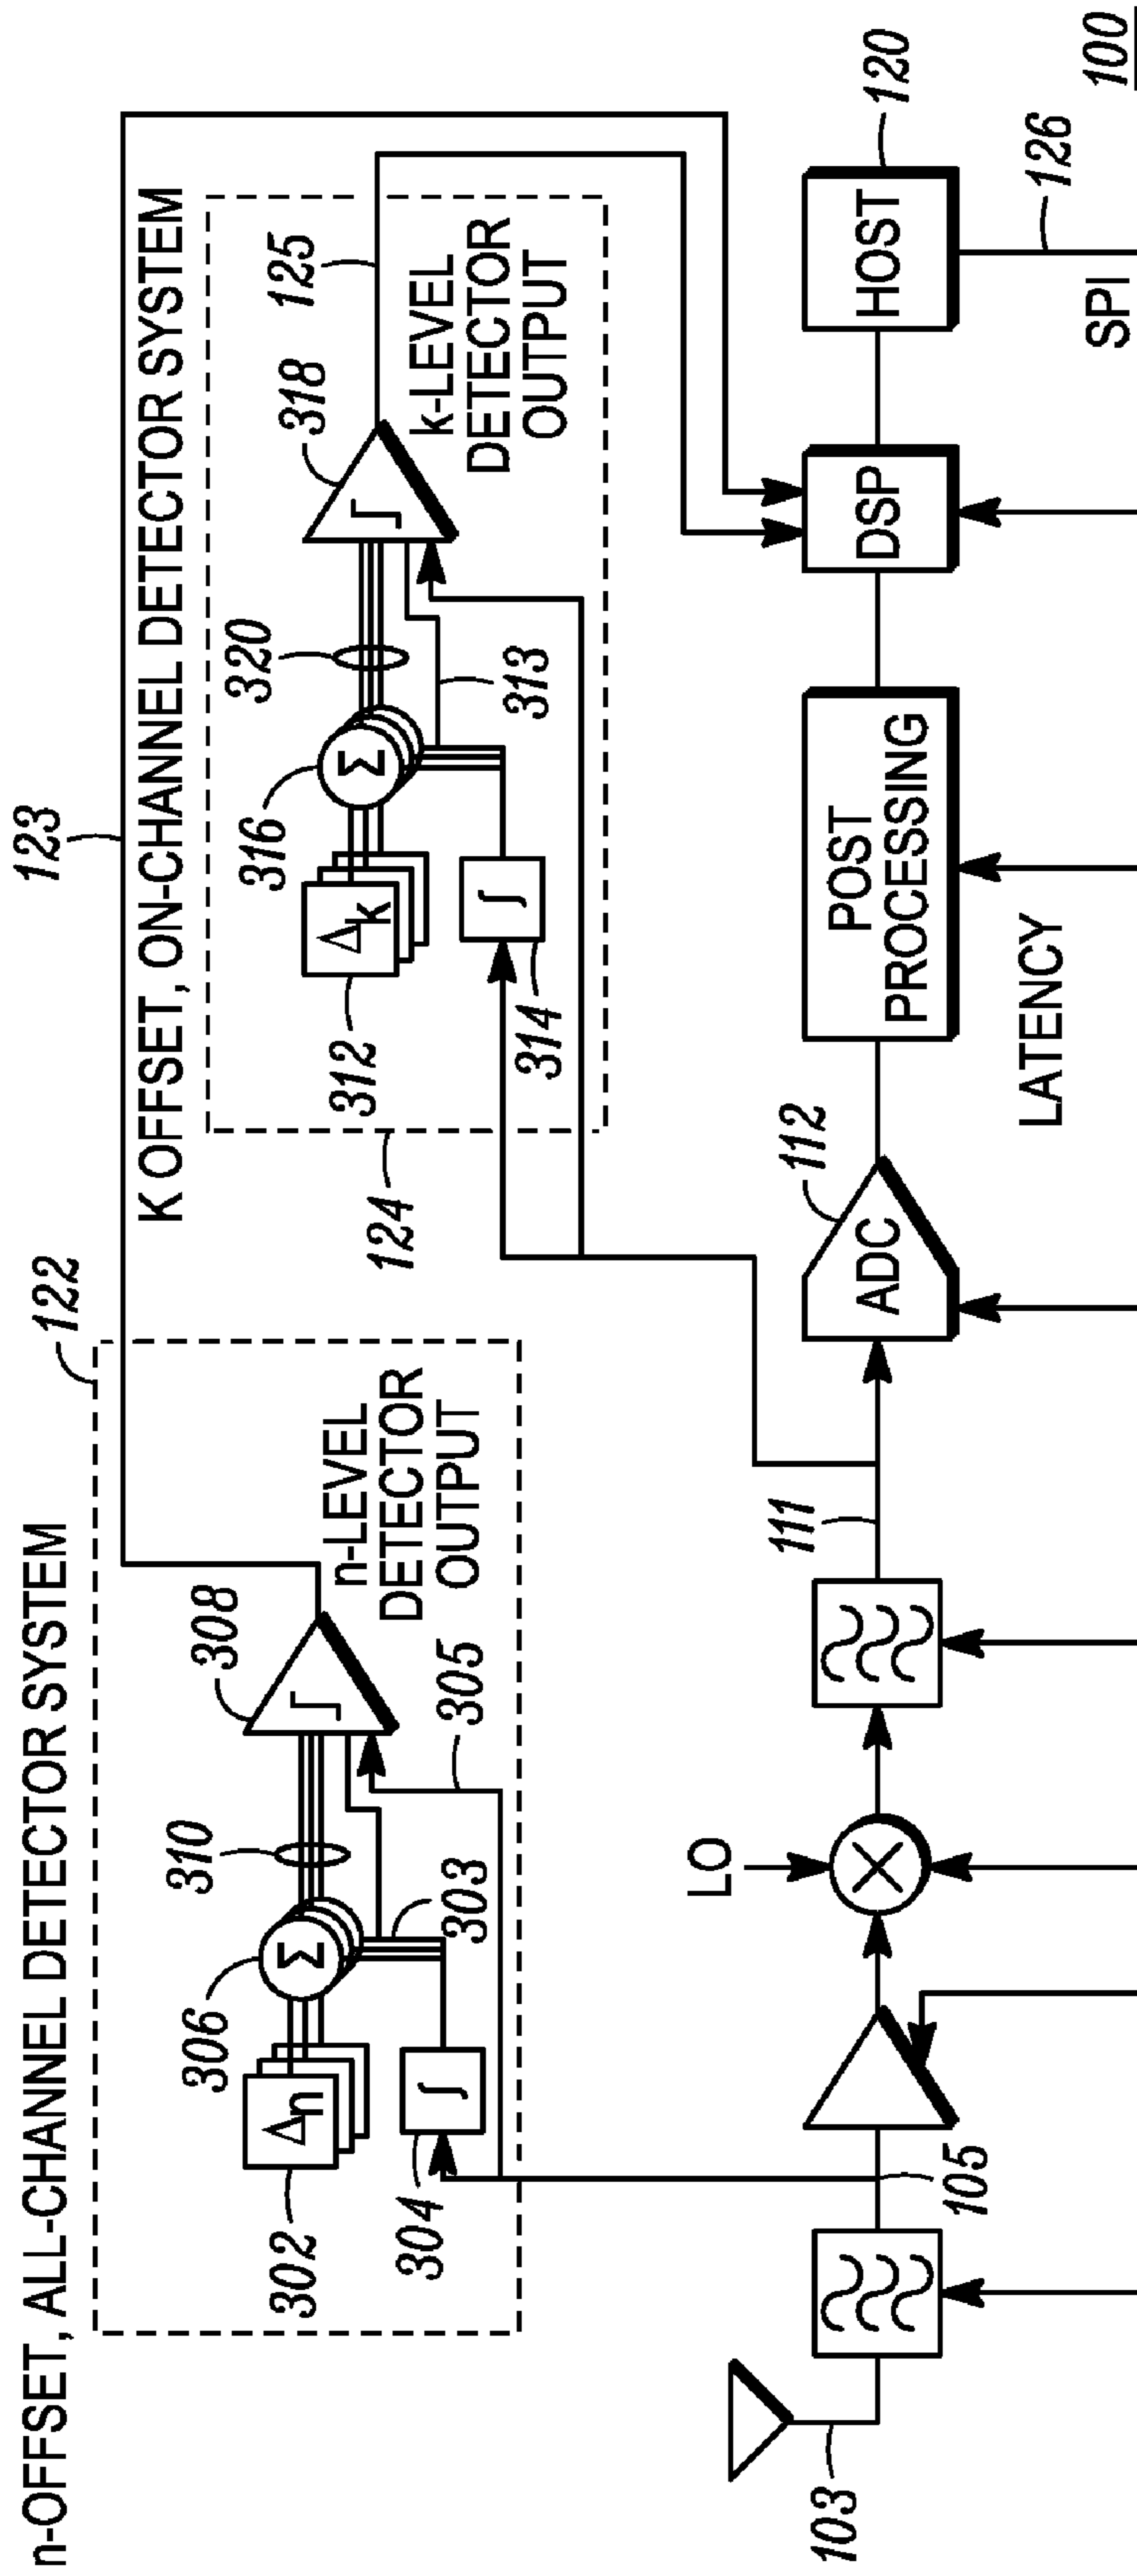 n-OFFSET, ALL-CHANNEL DETECTOR SYSTEM
122
123
K OFFSET, ON-CHANNEL DETECTOR SYSTEM
302
Δn
306
Σ
310
308
n-LEVEL
DETECTOR
OUTPUT
304
∫
303
305
124
312
ΔK
316
Σ
320
318
125
k-LEVEL
DETECTOR
OUTPUT
314
∫
313
103
105
LO
111
ADC
112
POST
PROCESSING
LATENCY
DSP
HOST
120
SPI
126
100